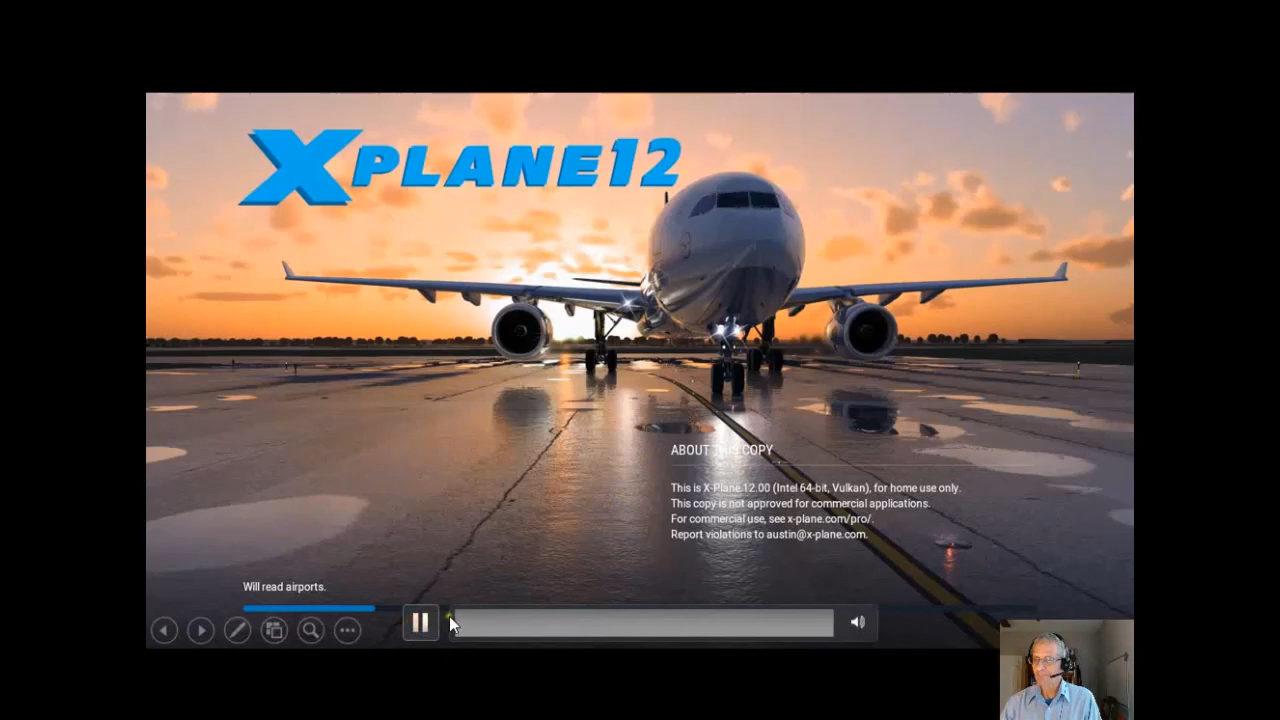 XPLANE12
ABOUT THIS COPY
This is X-Plane 12.00 (Intel 64-bit, Vulkan), for home use only.
This copy is not approved for commercial applications.
For commercial use, see x-plane.com/pro/.
Report violations to austin@x-plane.com.
Will read airports.